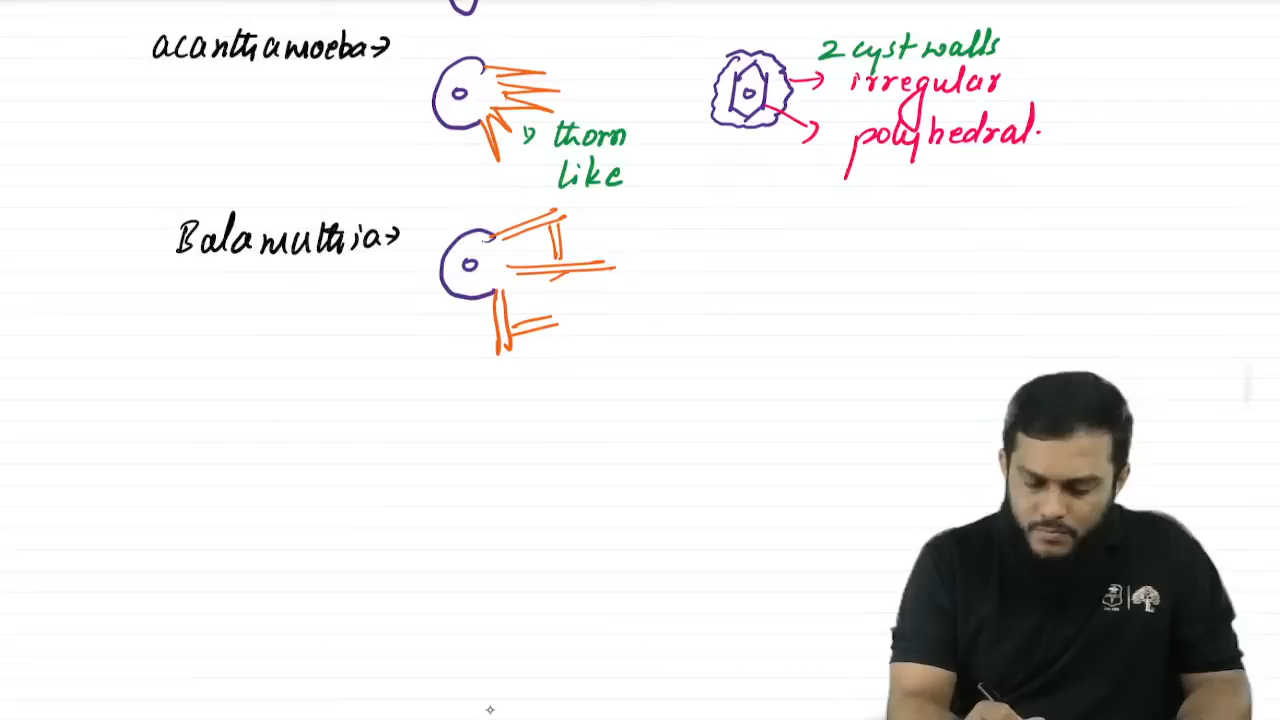 acanthamoeba→
2 cyst walls
irregular
polyhedral.
thorn
like
Balamuthia→